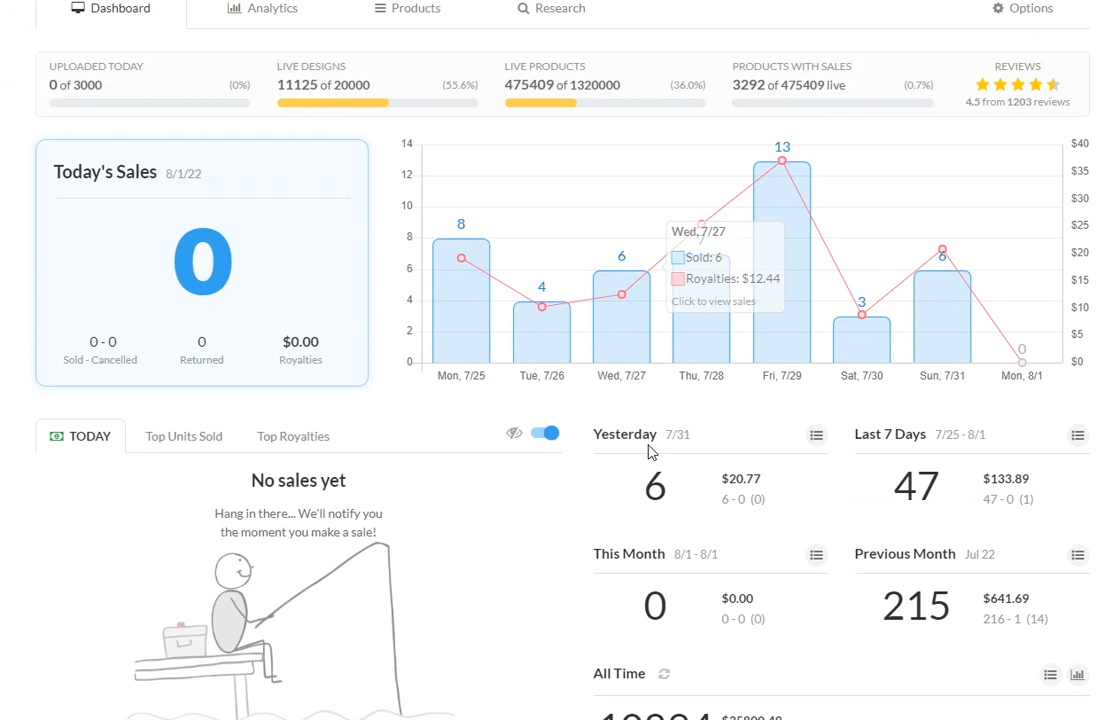 Dashboard
Analytics
Products
Research
Options
UPLOADED TODAY
0 of 3000 (0%)
LIVE DESIGNS
11125 of 20000 (55.6%)
LIVE PRODUCTS
475409 of 1320000 (36.0%)
PRODUCTS WITH SALES
3292 of 475409 live (0.7%)
REVIEWS
4.5 from 1203 reviews
Today's Sales 8/1/22
0
0 - 0
Sold - Cancelled
0
Returned
$0.00
Royalties
14
12
10
8
6
4
2
0
$40
$35
$30
$25
$20
$15
$10
$5
$0
8
4
6
7
13
3
6
0
Wed, 7/27
Sold: 6
Royalties: $12.44
Click to view sales
Mon, 7/25
Tue, 7/26
Wed, 7/27
Thu, 7/28
Fri, 7/29
Sat, 7/30
Sun, 7/31
Mon, 8/1
TODAY
Top Units Sold
Top Royalties
No sales yet
Hang in there... We'll notify you
the moment you make a sale!
Yesterday 7/31
6
$20.77
6 - 0 (0)
Last 7 Days 7/25 - 8/1
47
$133.89
47 - 0 (1)
This Month 8/1 - 8/1
0
$0.00
0 - 0 (0)
Previous Month Jul 22
215
$641.69
216 - 1 (14)
All Time